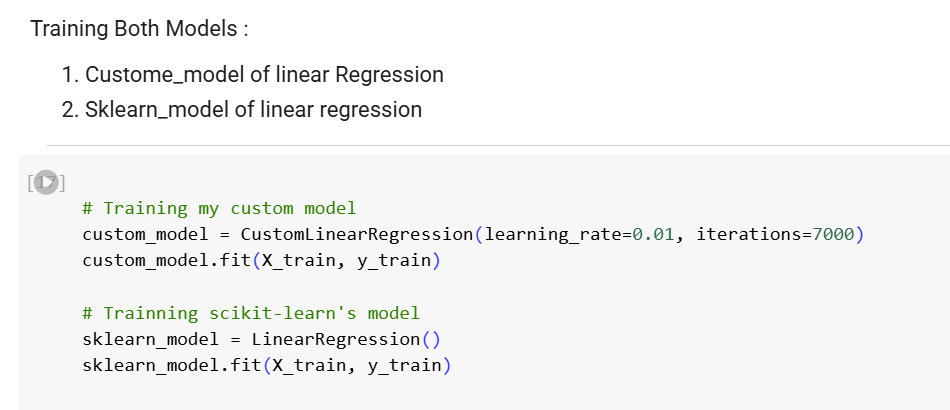 Training Both Models :
1. Custome_model of linear Regression
2. Sklearn_model of linear regression
[17]
# Training my custom model
custom_model = CustomLinearRegression(learning_rate=0.01, iterations=7000)
custom_model.fit(X_train, y_train)
# Trainning scikit-learn's model
sklearn_model = LinearRegression()
sklearn_model.fit(X_train, y_train)